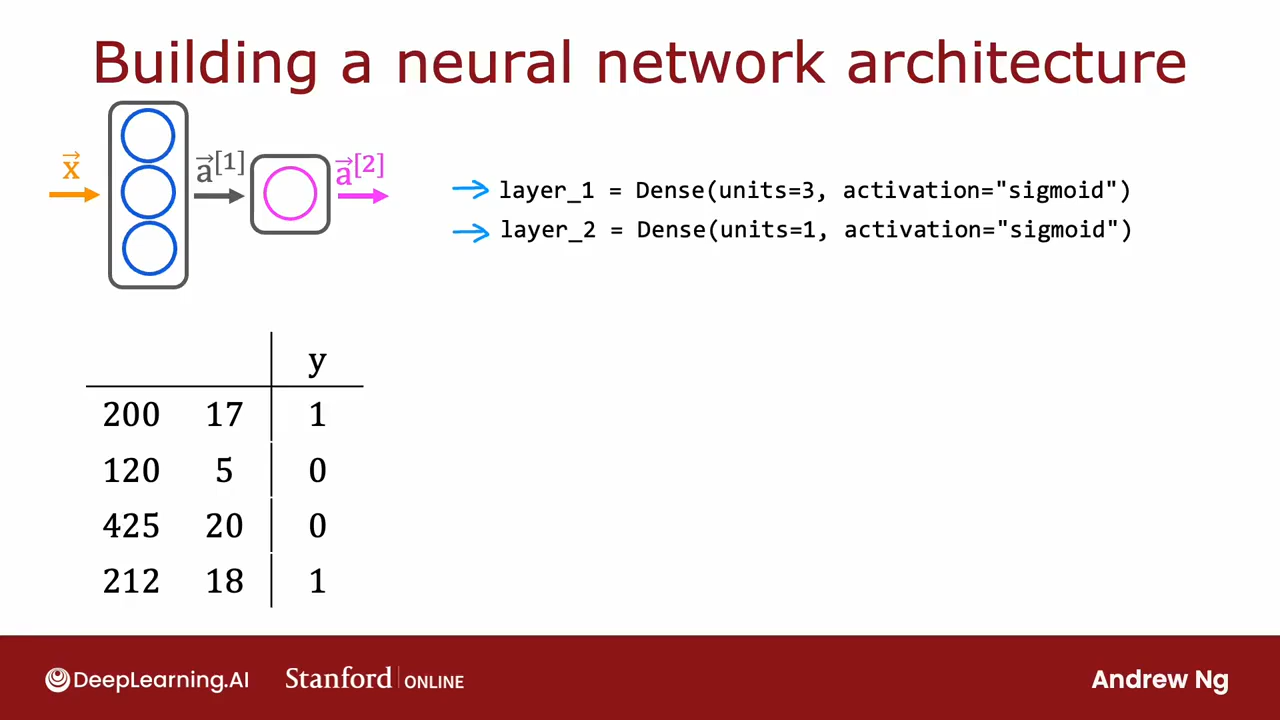 Building a neural network architecture
x⃗ a⃗[1] a⃗[2]
layer_1 = Dense(units=3, activation="sigmoid")
layer_2 = Dense(units=1, activation="sigmoid")
y
200 17 1
120 5 0
425 20 0
212 18 1
DeepLearning.AI Stanford ONLINE Andrew Ng